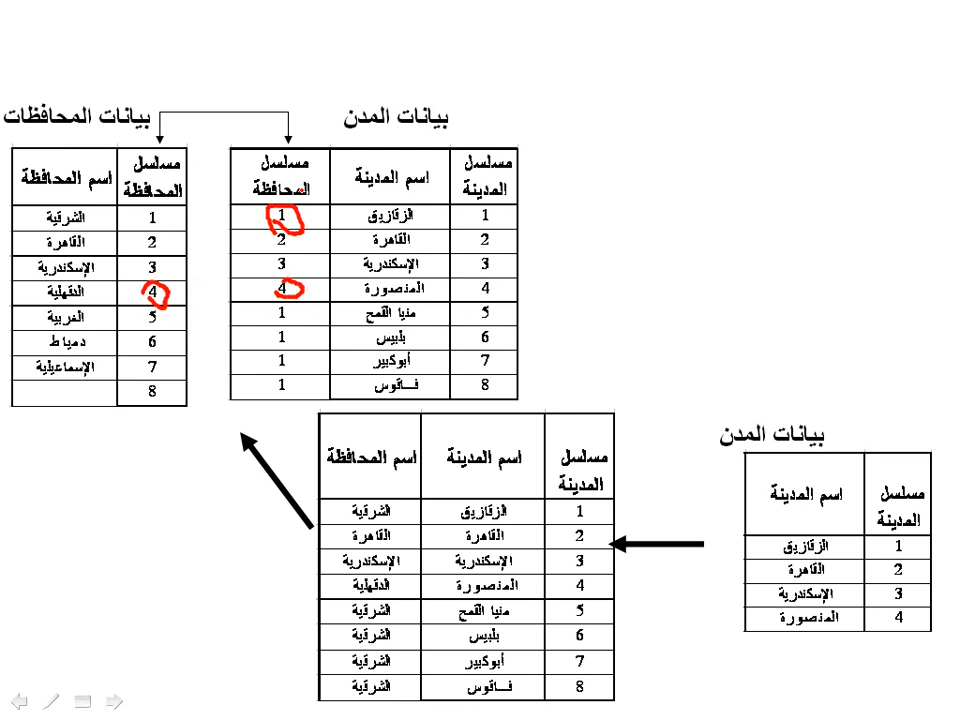 بيانات المدن
بيانات المحافظات
مسلسل المدينة اسم المدينة مسلسل المحافظة
1 الزقازيق 1
2 القاهرة 2
3 الإسكندرية 3
4 المنصورة 4
5 منيا القمح 1
6 بلبيس 1
7 أبوكبير 1
8 فـــاقوس 1
مسلسل المحافظة اسم المحافظة
1 الشرقية
2 القاهرة
3 الإسكندرية
4 الدقهلية
5 الغربية
6 دمياط
7 الإسماعيلية
8
بيانات المدن
مسلسل المدينة اسم المدينة
1 الزقازيق
2 القاهرة
3 الإسكندرية
4 المنصورة
مسلسل المدينة اسم المدينة اسم المحافظة
1 الزقازيق الشرقية
2 القاهرة القاهرة
3 الإسكندرية الإسكندرية
4 المنصورة الدقهلية
5 منيا القمح الشرقية
6 بلبيس الشرقية
7 أبوكبير الشرقية
8 فـــاقوس الشرقية